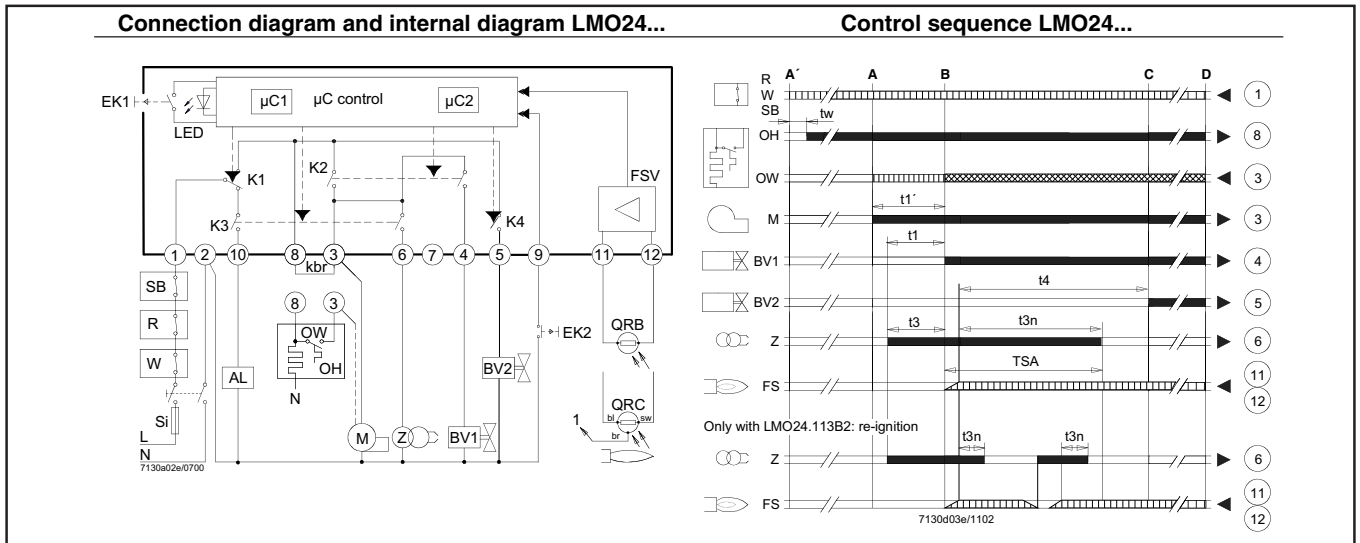 Connection diagram and internal diagram LMO24...
EK1
LED
µC1
µC control
µC2
K1
K2
FSV
K3
K4
1
2
10
8
3
6
7
4
5
9
11
12
kbr
SB
R
W
Si
L
N
7130a02e/0700
AL
8
3
OW
OH
N
M
Z
BV1
BV2
EK2
QRB
QRC
bl
sw
br
1
Control sequence LMO24...
A´
A
B
C
D
R
W
SB
1
tw
OH
8
OW
3
t1´
M
3
t1
BV1
4
t4
BV2
5
t3
t3n
Z
6
TSA
FS
11
12
Only with LMO24.113B2: re-ignition
t3n
t3n
Z
6
FS
11
12
7130d03e/1102